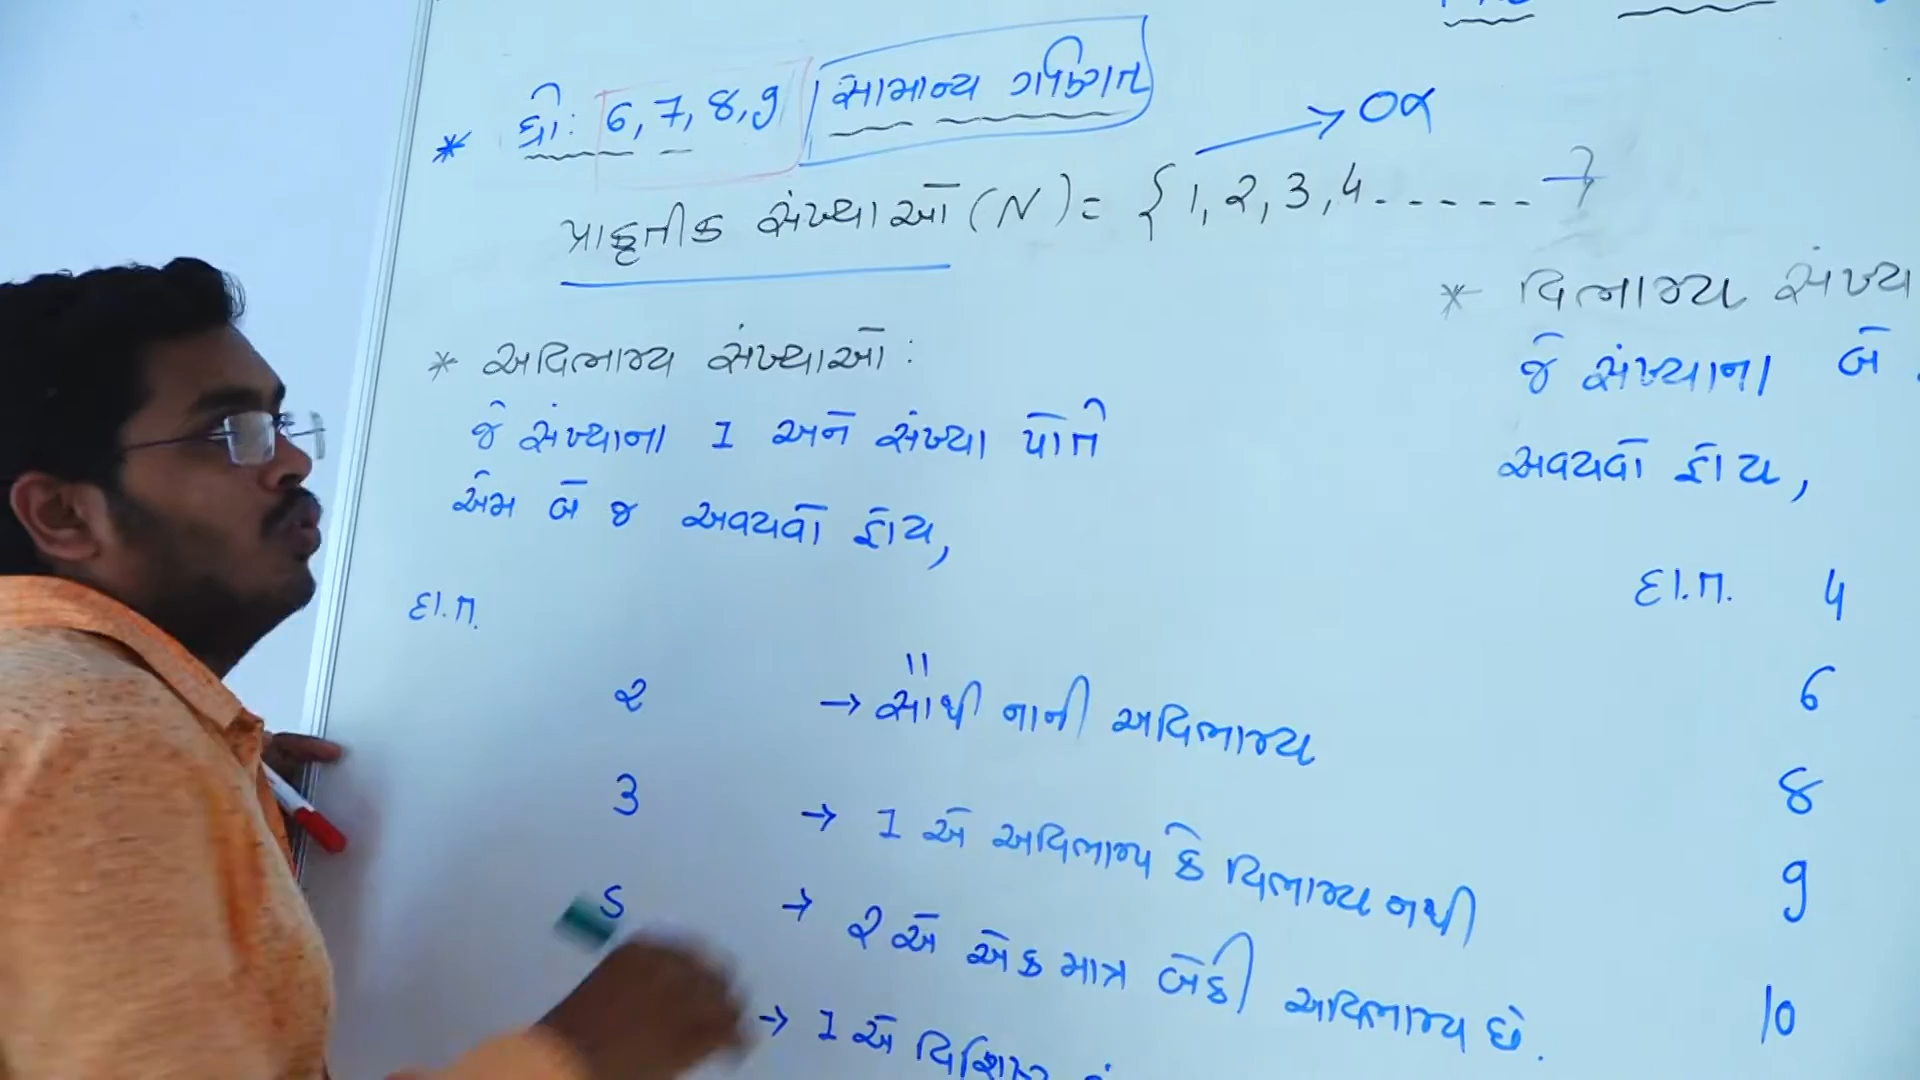 * ધો: 6, 7, 8, 9 સામાન્ય ગણિત
પ્રાકૃતીક સંખ્યાઓ (N) = { 1, 2, 3, 4 - - - - - }
* અવિભાજ્ય સંખ્યાઓ :
જે સંખ્યાના 1 અને સંખ્યા પોતે
એમ બે જ અવયવો હોય,
દા.ત.
2
3
5
→ સૌથી નાની અવિભાજ્ય
11
→ 1 એ અવિભાજ્ય કે વિભાજ્ય નથી
→ 2 એ એક માત્ર બેકી અવિભાજ્ય છે.
→ 1 એ વિશિષ્ટ
* વિભાજ્ય સંખ્ય
જે સંખ્યાના બે
અવયવો હોય,
દા.ત. 4
6
8
9
10